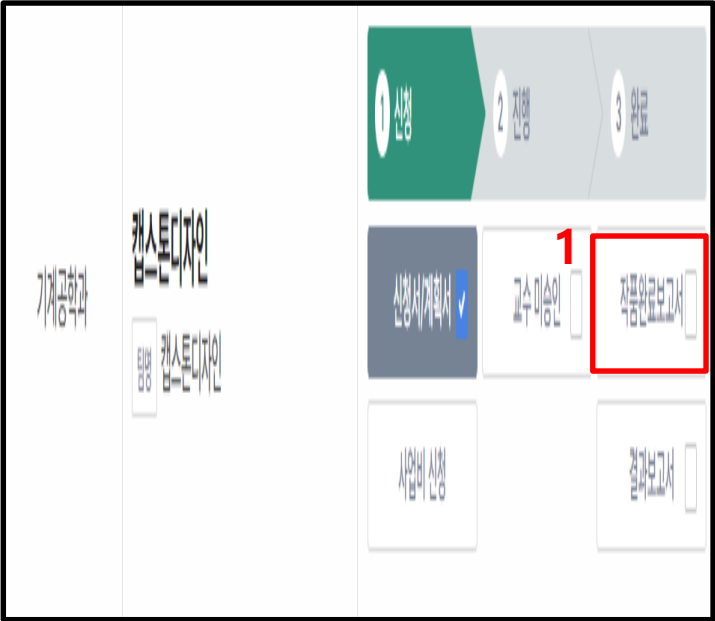 기계공학과
캡스톤디자인
팀명 캡스톤디자인
1 신청
2 진행
3 완료
신청서/계획서
교수 미승인
1
작품완료보고서
사업비 신청
결과보고서